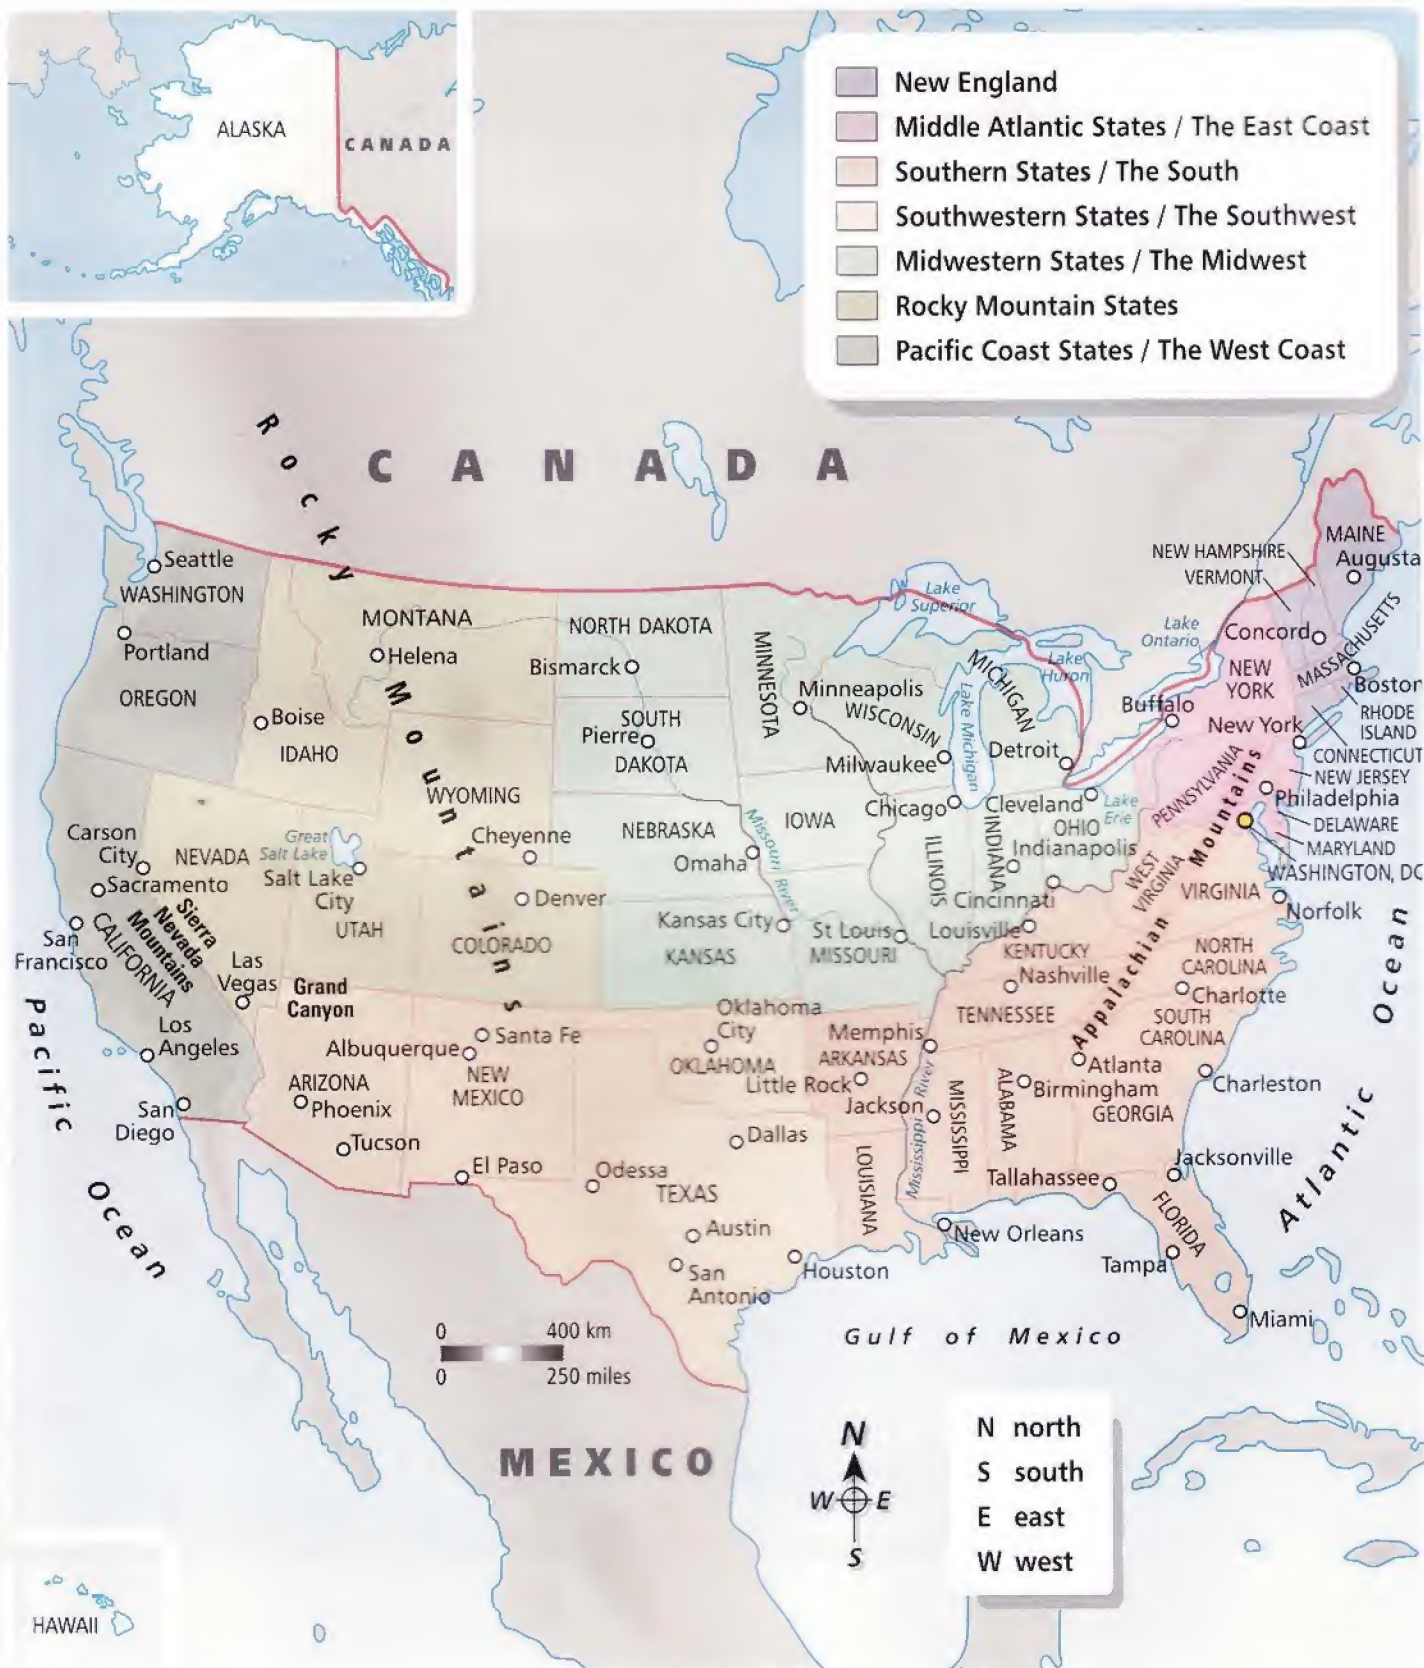 ALASKA
CANADA
New England
Middle Atlantic States / The East Coast
Southern States / The South
Southwestern States / The Southwest
Midwestern States / The Midwest
Rocky Mountain States
Pacific Coast States / The West Coast
CANADA
Rocky Mountains
Seattle
WASHINGTON
Portland
OREGON
MONTANA
Helena
Boise
IDAHO
WYOMING
Cheyenne
NORTH DAKOTA
Bismarck
SOUTH
Pierre
DAKOTA
NEBRASKA
Omaha
MINNESOTA
Minneapolis
WISCONSIN
Milwaukee
IOWA
Missouri River
Chicago
ILLINOIS
MICHIGAN
Detroit
Lake
Superior
Lake Michigan
Lake
Huron
Lake
Ontario
Lake
Erie
Cleveland
OHIO
INDIANA
Indianapolis
Cincinnati
MAINE
Augusta
NEW HAMPSHIRE
VERMONT
Concord
MASSACHUSETTS
Boston
RHODE
ISLAND
CONNECTICUT
NEW
YORK
Buffalo
New York
NEW JERSEY
PENNSYLVANIA
Philadelphia
DELAWARE
MARYLAND
WASHINGTON, DC
WEST
VIRGINIA
VIRGINIA
Norfolk
Appalachian Mountains
Carson
City
NEVADA
Great
Salt Lake
Salt Lake
City
UTAH
Sacramento
San
Francisco
CALIFORNIA
Sierra
Nevada
Mountains
Las
Vegas
Grand
Canyon
Los
Angeles
San
Diego
Denver
COLORADO
Kansas City
KANSAS
St Louis
MISSOURI
Louisville
KENTUCKY
Nashville
TENNESSEE
Memphis
NORTH
CAROLINA
Charlotte
SOUTH
CAROLINA
Charleston
Santa Fe
Albuquerque
NEW
MEXICO
ARIZONA
Phoenix
Tucson
El Paso
Oklahoma
City
OKLAHOMA
ARKANSAS
Little Rock
Jackson
MISSISSIPPI
Mississippi River
ALABAMA
Birmingham
Atlanta
GEORGIA
Dallas
Odessa
TEXAS
Austin
San
Antonio
Houston
LOUISIANA
New Orleans
Tallahassee
Jacksonville
FLORIDA
Tampa
Miami
Pacific Ocean
Atlantic Ocean
Gulf of Mexico
0 400 km
0 250 miles
MEXICO
N
W E
S
N north
S south
E east
W west
HAWAII